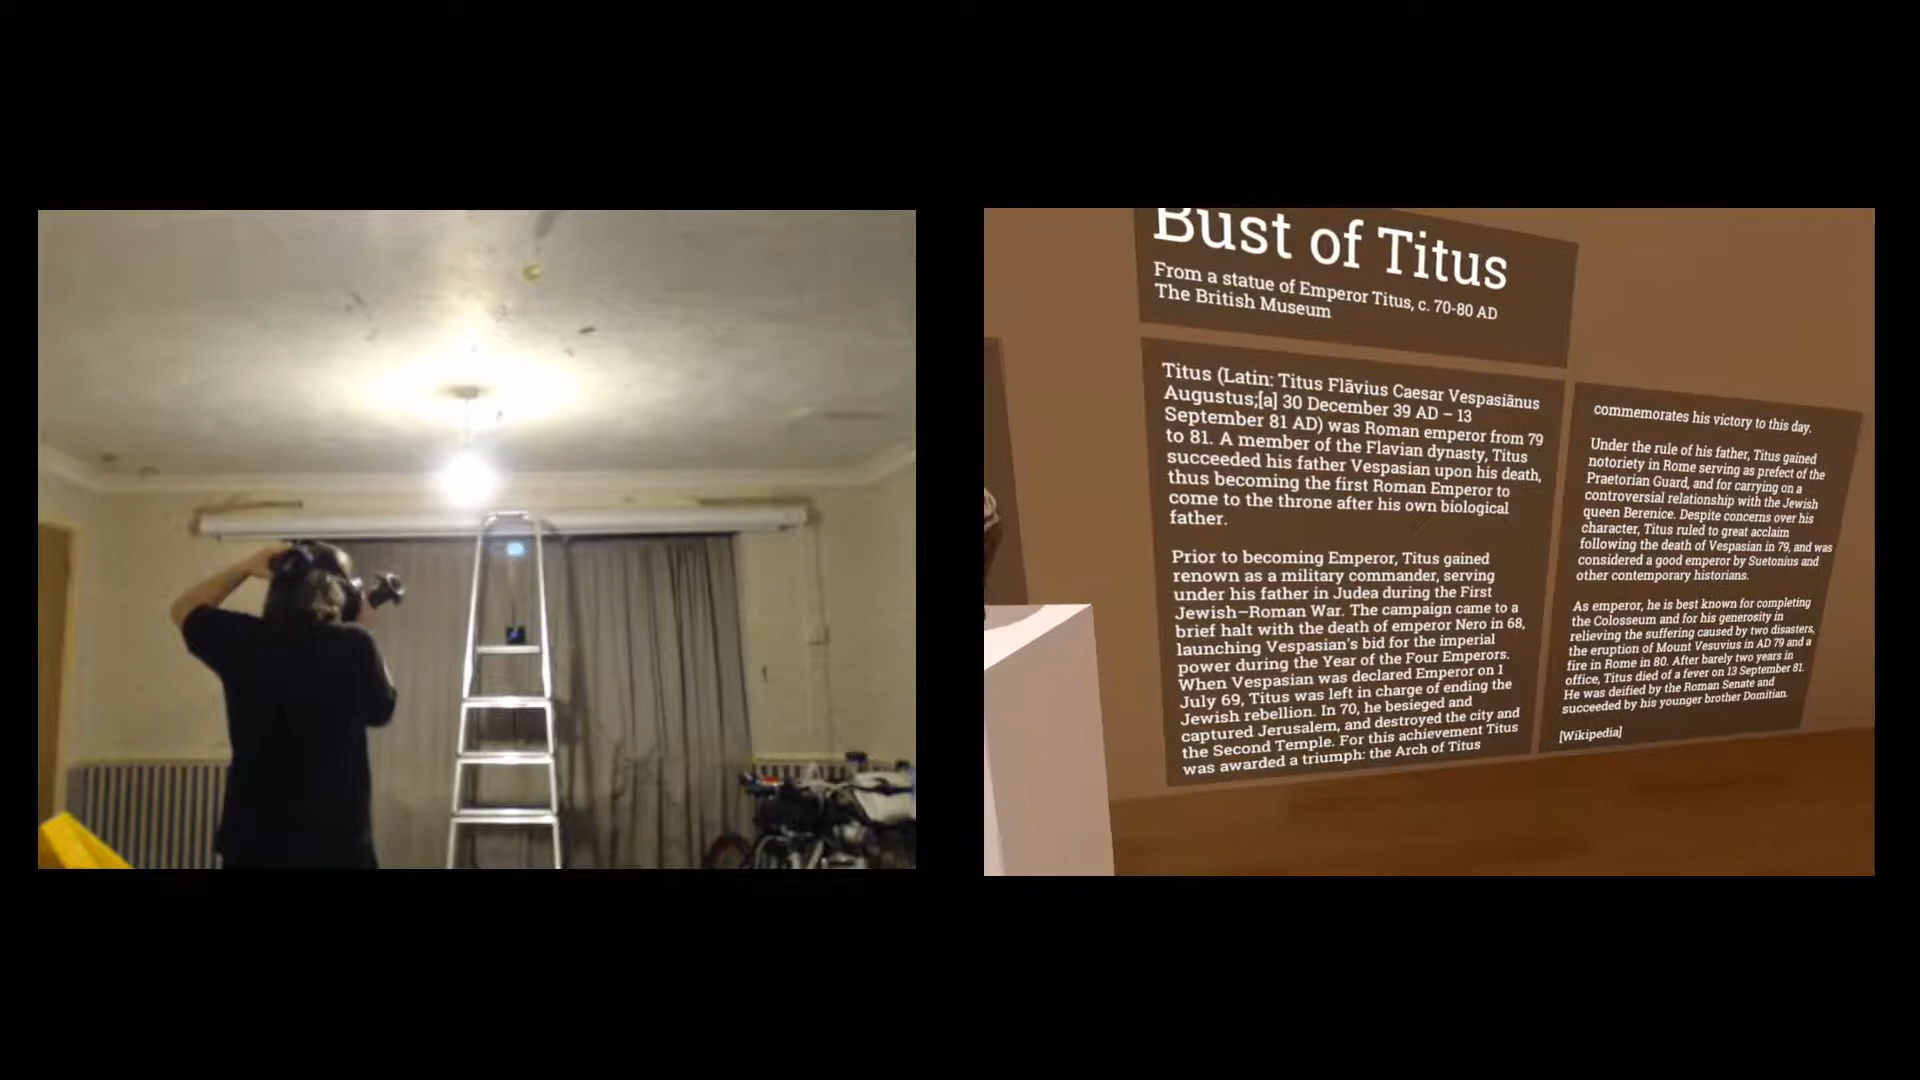 Bust of Titus
From a statue of Emperor Titus, c. 70-80 AD
The British Museum
Titus (Latin: Titus Flāvius Caesar Vespasiānus
Augustus;[a] 30 December 39 AD – 13
September 81 AD) was Roman emperor from 79
to 81. A member of the Flavian dynasty, Titus
succeeded his father Vespasian upon his death,
thus becoming the first Roman Emperor to
come to the throne after his own biological
father.
Prior to becoming Emperor, Titus gained
renown as a military commander, serving
under his father in Judea during the First
Jewish–Roman War. The campaign came to a
brief halt with the death of emperor Nero in 68,
launching Vespasian's bid for the imperial
power during the Year of the Four Emperors.
When Vespasian was declared Emperor on 1
July 69, Titus was left in charge of ending the
Jewish rebellion. In 70, he besieged and
captured Jerusalem, and destroyed the city and
the Second Temple. For this achievement Titus
was awarded a triumph: the Arch of Titus
commemorates his victory to this day.
Under the rule of his father, Titus gained
notoriety in Rome serving as prefect of the
Praetorian Guard, and for carrying on a
controversial relationship with the Jewish
queen Berenice. Despite concerns over his
character, Titus ruled to great acclaim
following the death of Vespasian in 79, and was
considered a good emperor by Suetonius and
other contemporary historians.
As emperor, he is best known for completing
the Colosseum and for his generosity in
relieving the suffering caused by two disasters,
the eruption of Mount Vesuvius in AD 79 and a
fire in Rome in 80. After barely two years in
office, Titus died of a fever on 13 September 81.
He was deified by the Roman Senate and
succeeded by his younger brother Domitian.
[Wikipedia]